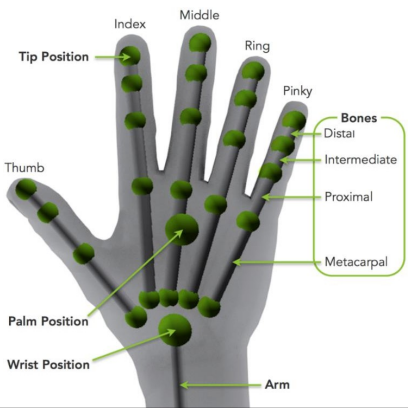 Middle
Index
Ring
Tip Position
Pinky
Bones
Distal
Intermediate
Thumb
Proximal
Metacarpal
Palm Position
Wrist Position
Arm